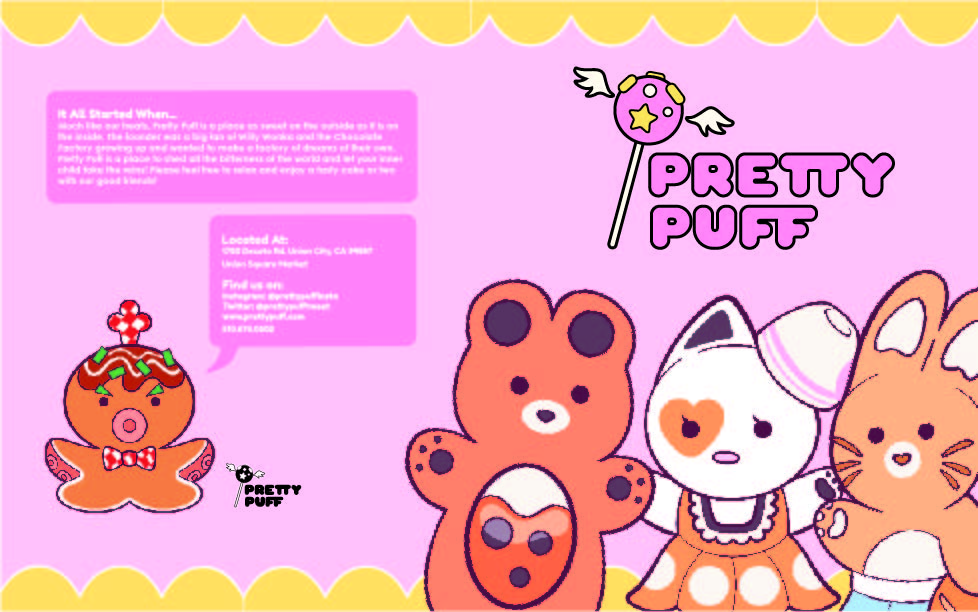 It All Started When...
Much like our treats, Pretty Puff is a place as sweet on the outside as it is on
the inside. The founder was a big fan of Willy Wonka and the Chocolate
Factory growing up and wanted to make a factory of dreams of their own.
Pretty Puff is a place to shed all the bitterness of the world and let your inner
child take the reins! Please feel free to relax and enjoy a tasty cake or two
with our good friends!
Located At:
Rd. Union City, CA
Union Square Market
Find us on:
Instagram:
Twitter:
www.prettypuff.com
PRETTY
PUFF
PRETTY
PUFF